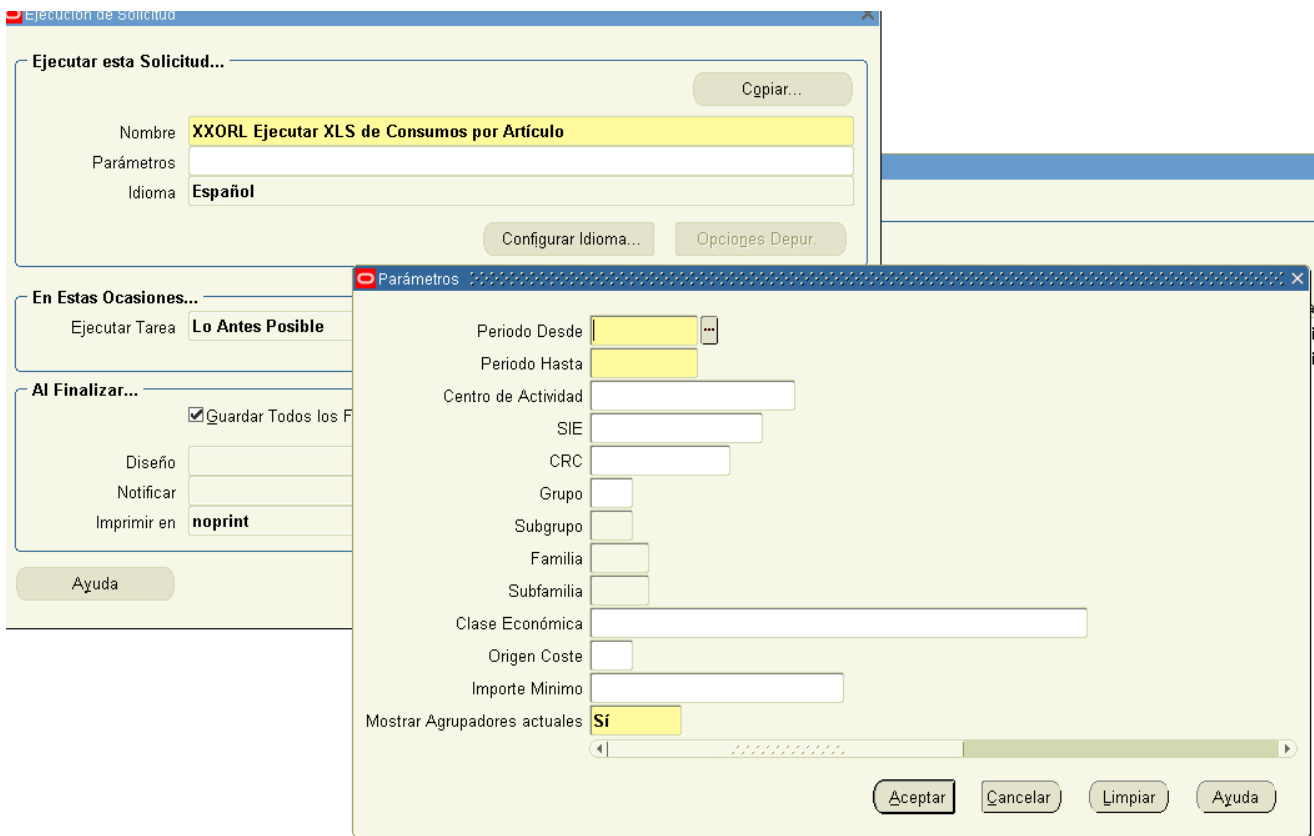 Ejecución de Solicitud
Ejecutar esta Solicitud...
Copiar...
Nombre XXORL Ejecutar XLS de Consumos por Artículo
Parámetros
Idioma Español
Configurar Idioma... Opciones Depur.
En Estas Ocasiones...
Ejecutar Tarea Lo Antes Posible
Al Finalizar...
Guardar Todos los F
Diseño
Notificar
Imprimir en noprint
Ayuda
Parámetros
Periodo Desde
Periodo Hasta
Centro de Actividad
SIE
CRC
Grupo
Subgrupo
Familia
Subfamilia
Clase Económica
Origen Coste
Importe Minimo
Mostrar Agrupadores actuales Sí
Aceptar Cancelar Limpiar Ayuda